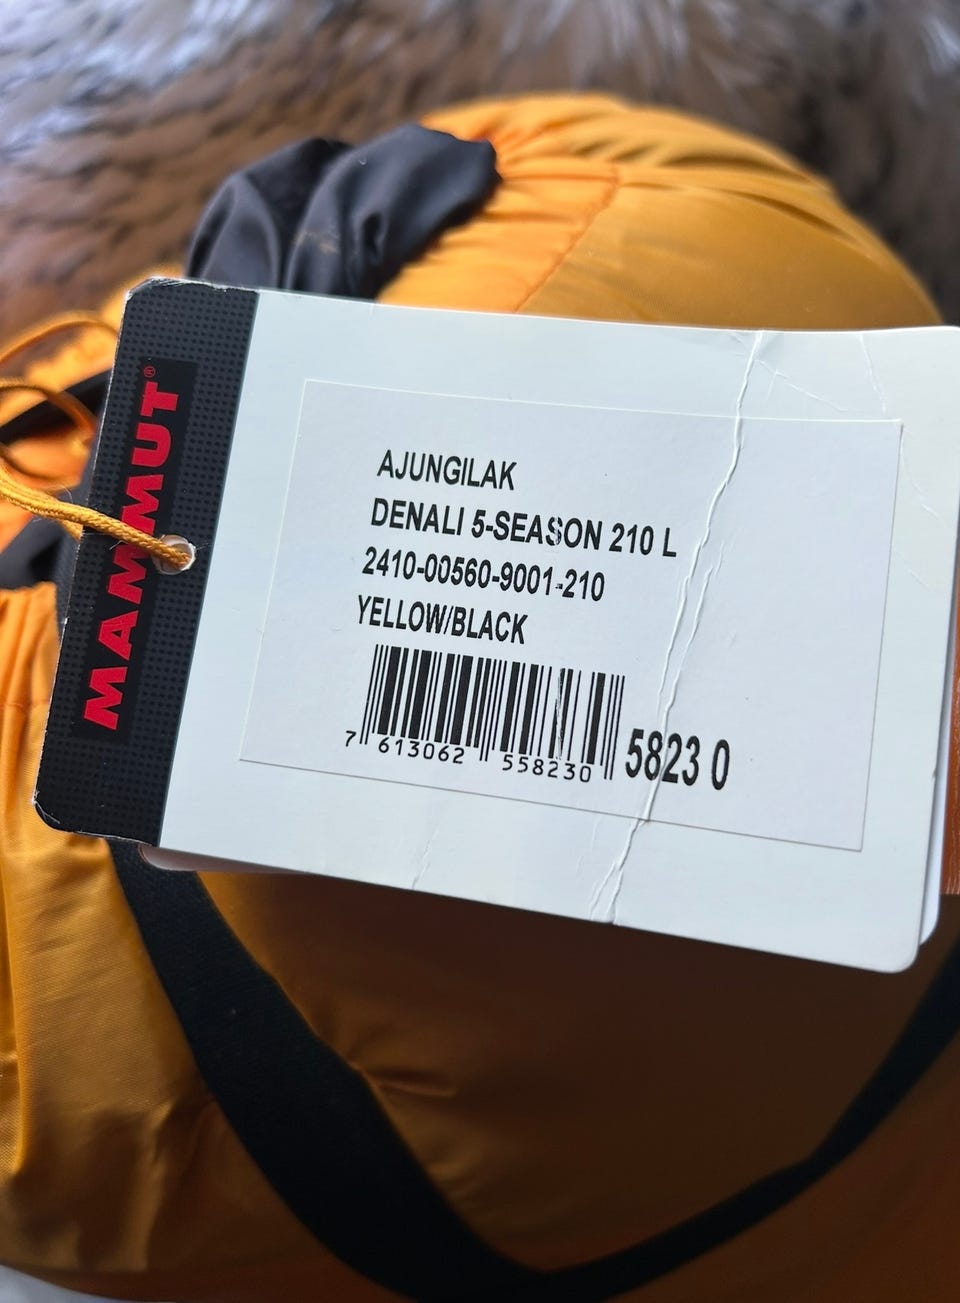 MAMMUT®
AJUNGILAK
DENALI 5-SEASON 210 L
2410-00560-9001-210
YELLOW/BLACK
7 613062 558230 5823 0